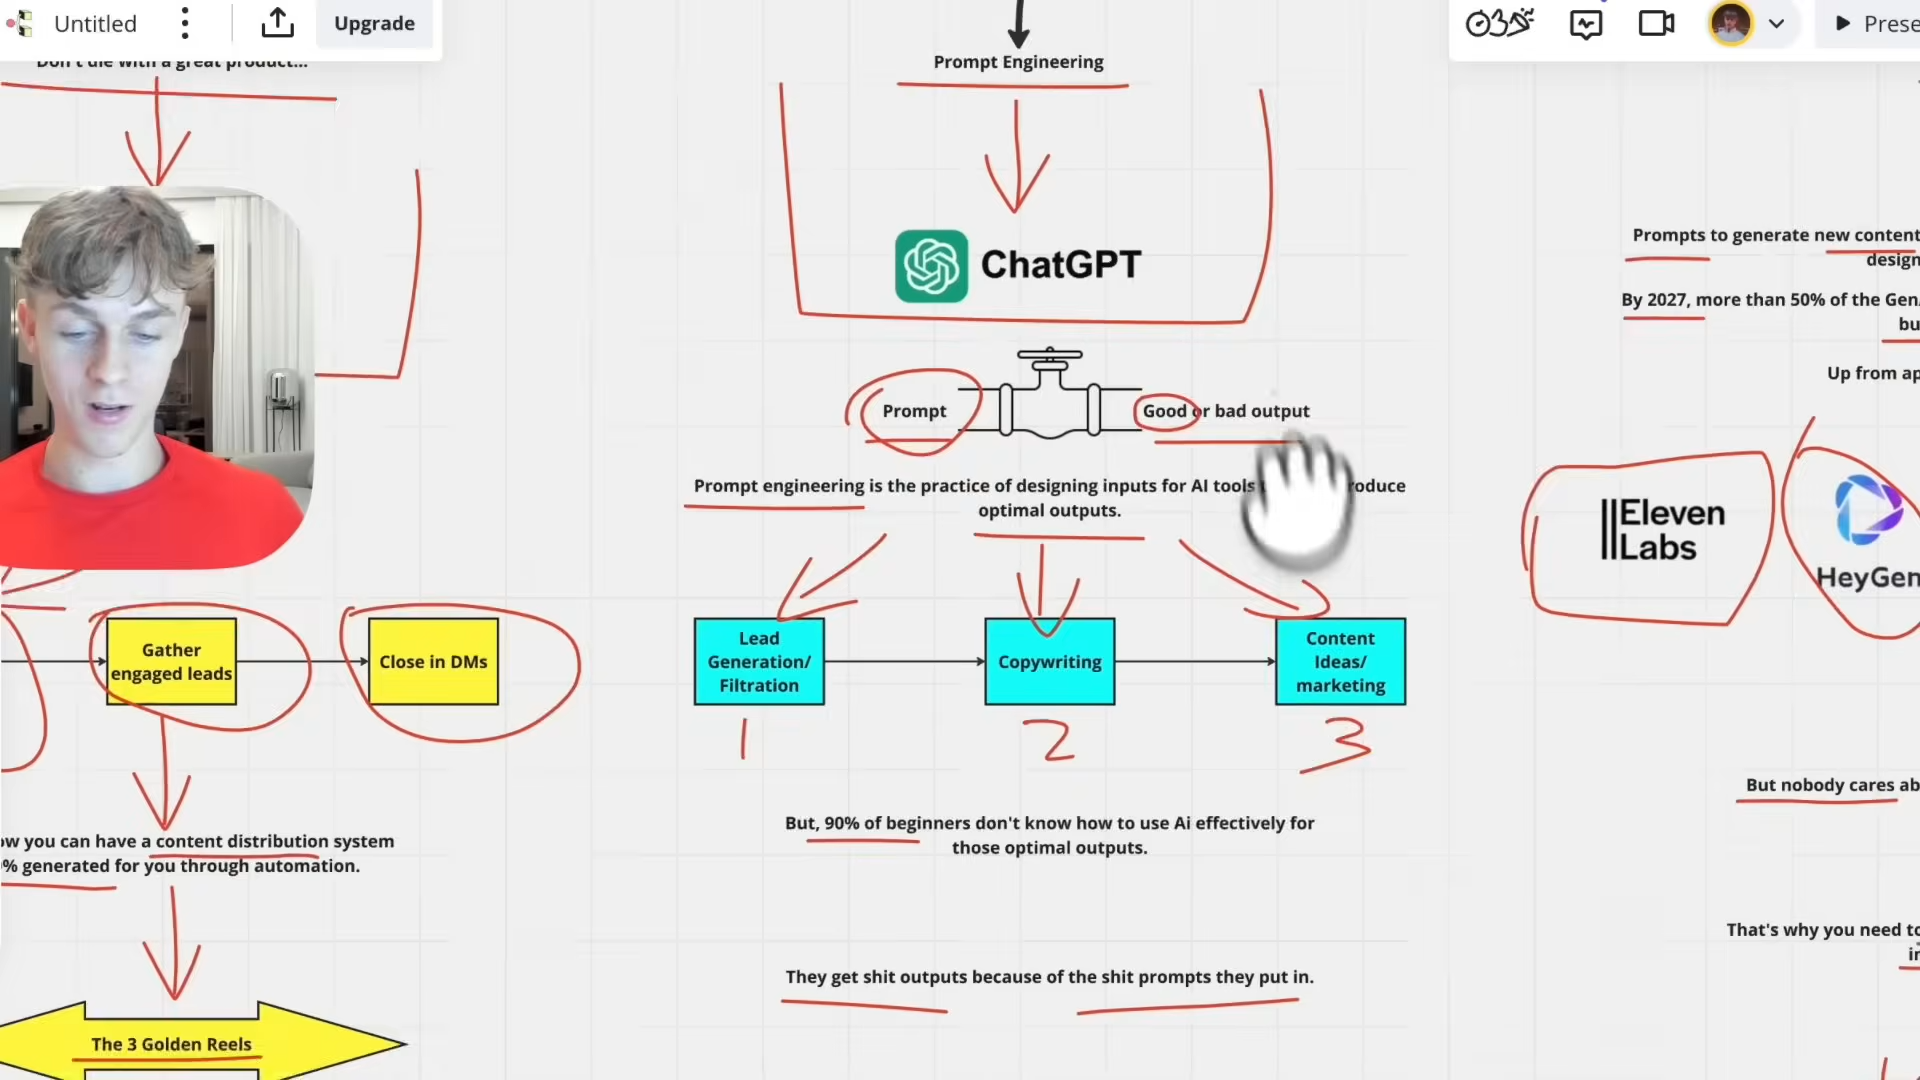 Untitled
Upgrade
Prese
Don't die with a great product...
Gather
engaged leads
Close in DMs
ow you can have a content distribution system
% generated for you through automation.
The 3 Golden Reels
Prompt Engineering
ChatGPT
Prompt
Good or bad output
Prompt engineering is the practice of designing inputs for AI tools roduce
optimal outputs.
Lead
Generation/
Filtration
Copywriting
Content
Ideas/
marketing
1
2
3
But, 90% of beginners don't know how to use Ai effectively for
those optimal outputs.
They get shit outputs because of the shit prompts they put in.
Prompts to generate new content
design
By 2027, more than 50% of the Gen
bu
Up from ap
||Eleven
Labs
HeyGen
But nobody cares ab
That's why you need to
in